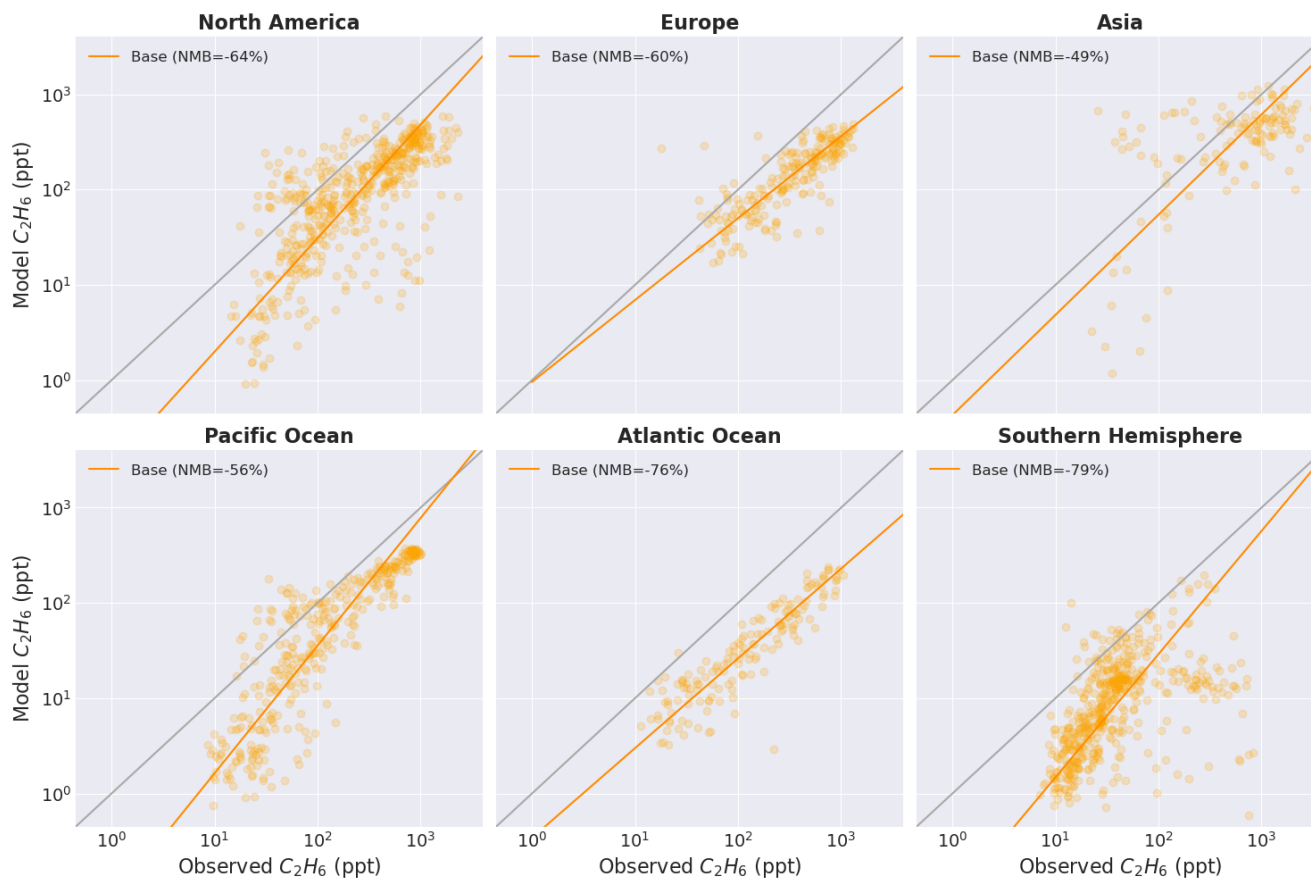 North America
Europe
Asia
Base (NMB=-64%)
Base (NMB=-60%)
Base (NMB=-49%)
10³
10²
10¹
10⁰
Model C₂H₆ (ppt)
Pacific Ocean
Atlantic Ocean
Southern Hemisphere
Base (NMB=-56%)
Base (NMB=-76%)
Base (NMB=-79%)
10³
10²
10¹
10⁰
Model C₂H₆ (ppt)
10⁰ 10¹ 10² 10³
10⁰ 10¹ 10² 10³
10⁰ 10¹ 10² 10³
Observed C₂H₆ (ppt)
Observed C₂H₆ (ppt)
Observed C₂H₆ (ppt)